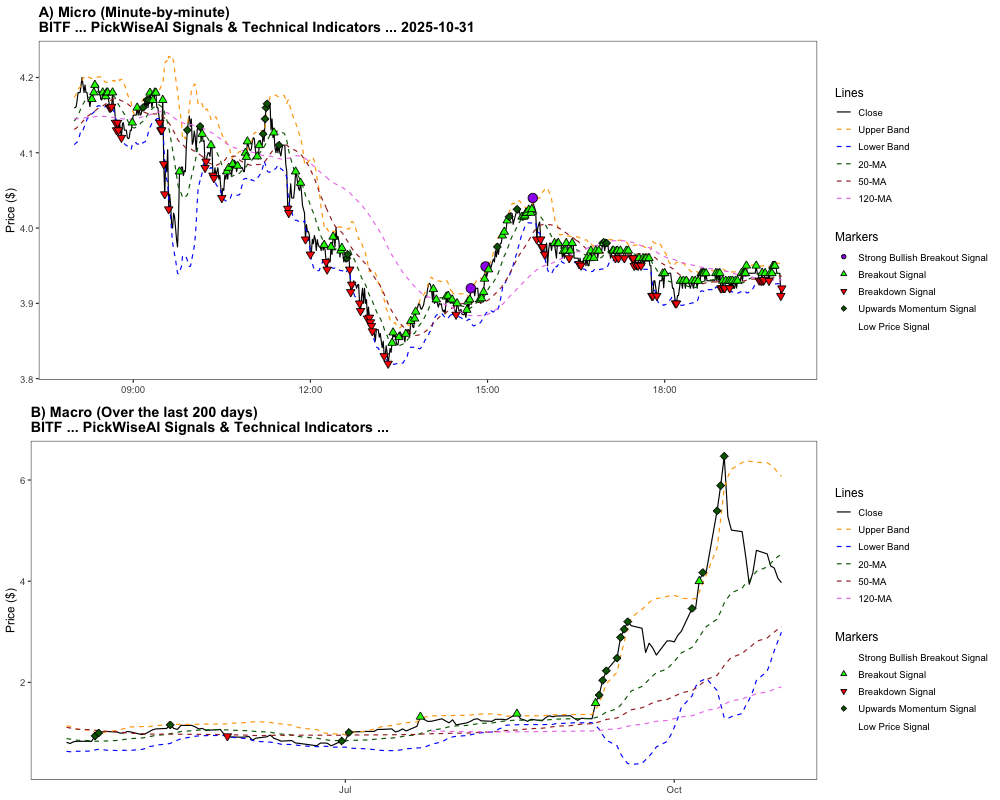 A) Micro (Minute-by-minute)
BITF ... PickWiseAI Signals & Technical Indicators ... 2025-10-31
Price ($)
4.2
4.1
4.0
3.9
3.8
09:00
12:00
15:00
18:00
Lines
Close
Upper Band
Lower Band
20-MA
50-MA
120-MA
Markers
Strong Bullish Breakout Signal
Breakout Signal
Breakdown Signal
Upwards Momentum Signal
Low Price Signal
B) Macro (Over the last 200 days)
BITF ... PickWiseAI Signals & Technical Indicators ...
Price ($)
6
4
2
Jul
Oct
Lines
Close
Upper Band
Lower Band
20-MA
50-MA
120-MA
Markers
Strong Bullish Breakout Signal
Breakout Signal
Breakdown Signal
Upwards Momentum Signal
Low Price Signal